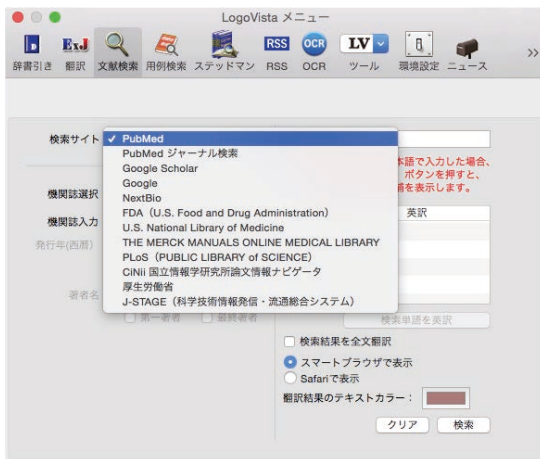 LogoVista メニュー
ExJ
RSS
OCR
LV
辞書引き 翻訳 文献検索 用例検索 ステッドマン RSS OCR ツール 環境設定 ニュース
検索サイト ✓ PubMed
PubMed ジャーナル検索
Google Scholar
機関誌選択 Google
NextBio
機関誌入力 FDA（U.S. Food and Drug Administration）
U.S. National Library of Medicine
発行年(西暦) THE MERCK MANUALS ONLINE MEDICAL LIBRARY
PLoS（PUBLIC LIBRARY of SCIENCE）
CiNii 国立情報学研究所論文情報ナビゲータ
著者名 厚生労働省
J-STAGE（科学技術情報発信・流通総合システム）
第一著者 最終著者
本語で入力した場合、
ボタンを押すと、
補を表示します。
英訳
検索単語を英訳
検索結果を全文翻訳
スマートブラウザで表示
Safariで表示
翻訳結果のテキストカラー：
クリア 検索